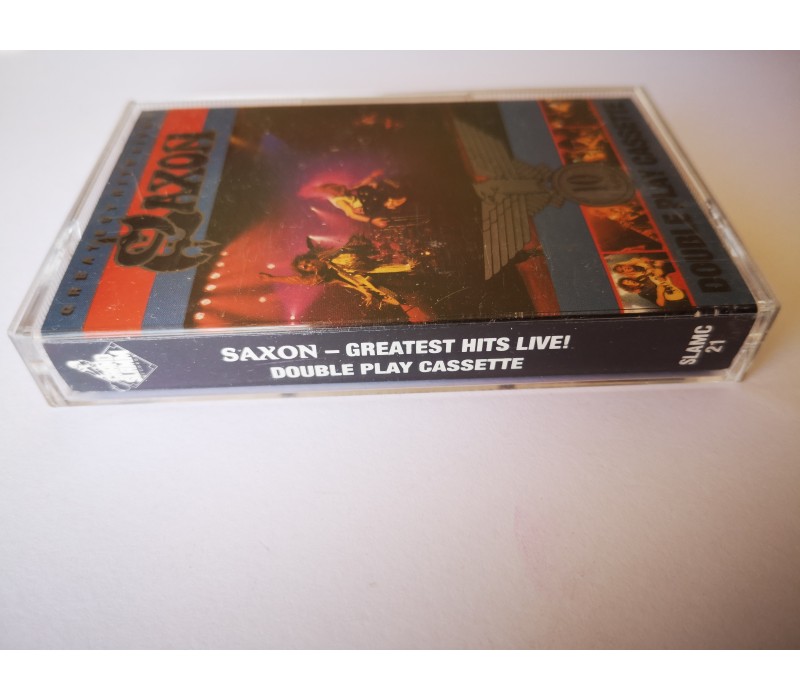 GREATEST HITS LIVE
SAXON
10
DOUBLE PLAY CASSETTE
SAXON – GREATEST HITS LIVE!
DOUBLE PLAY CASSETTE
SLAMC
21